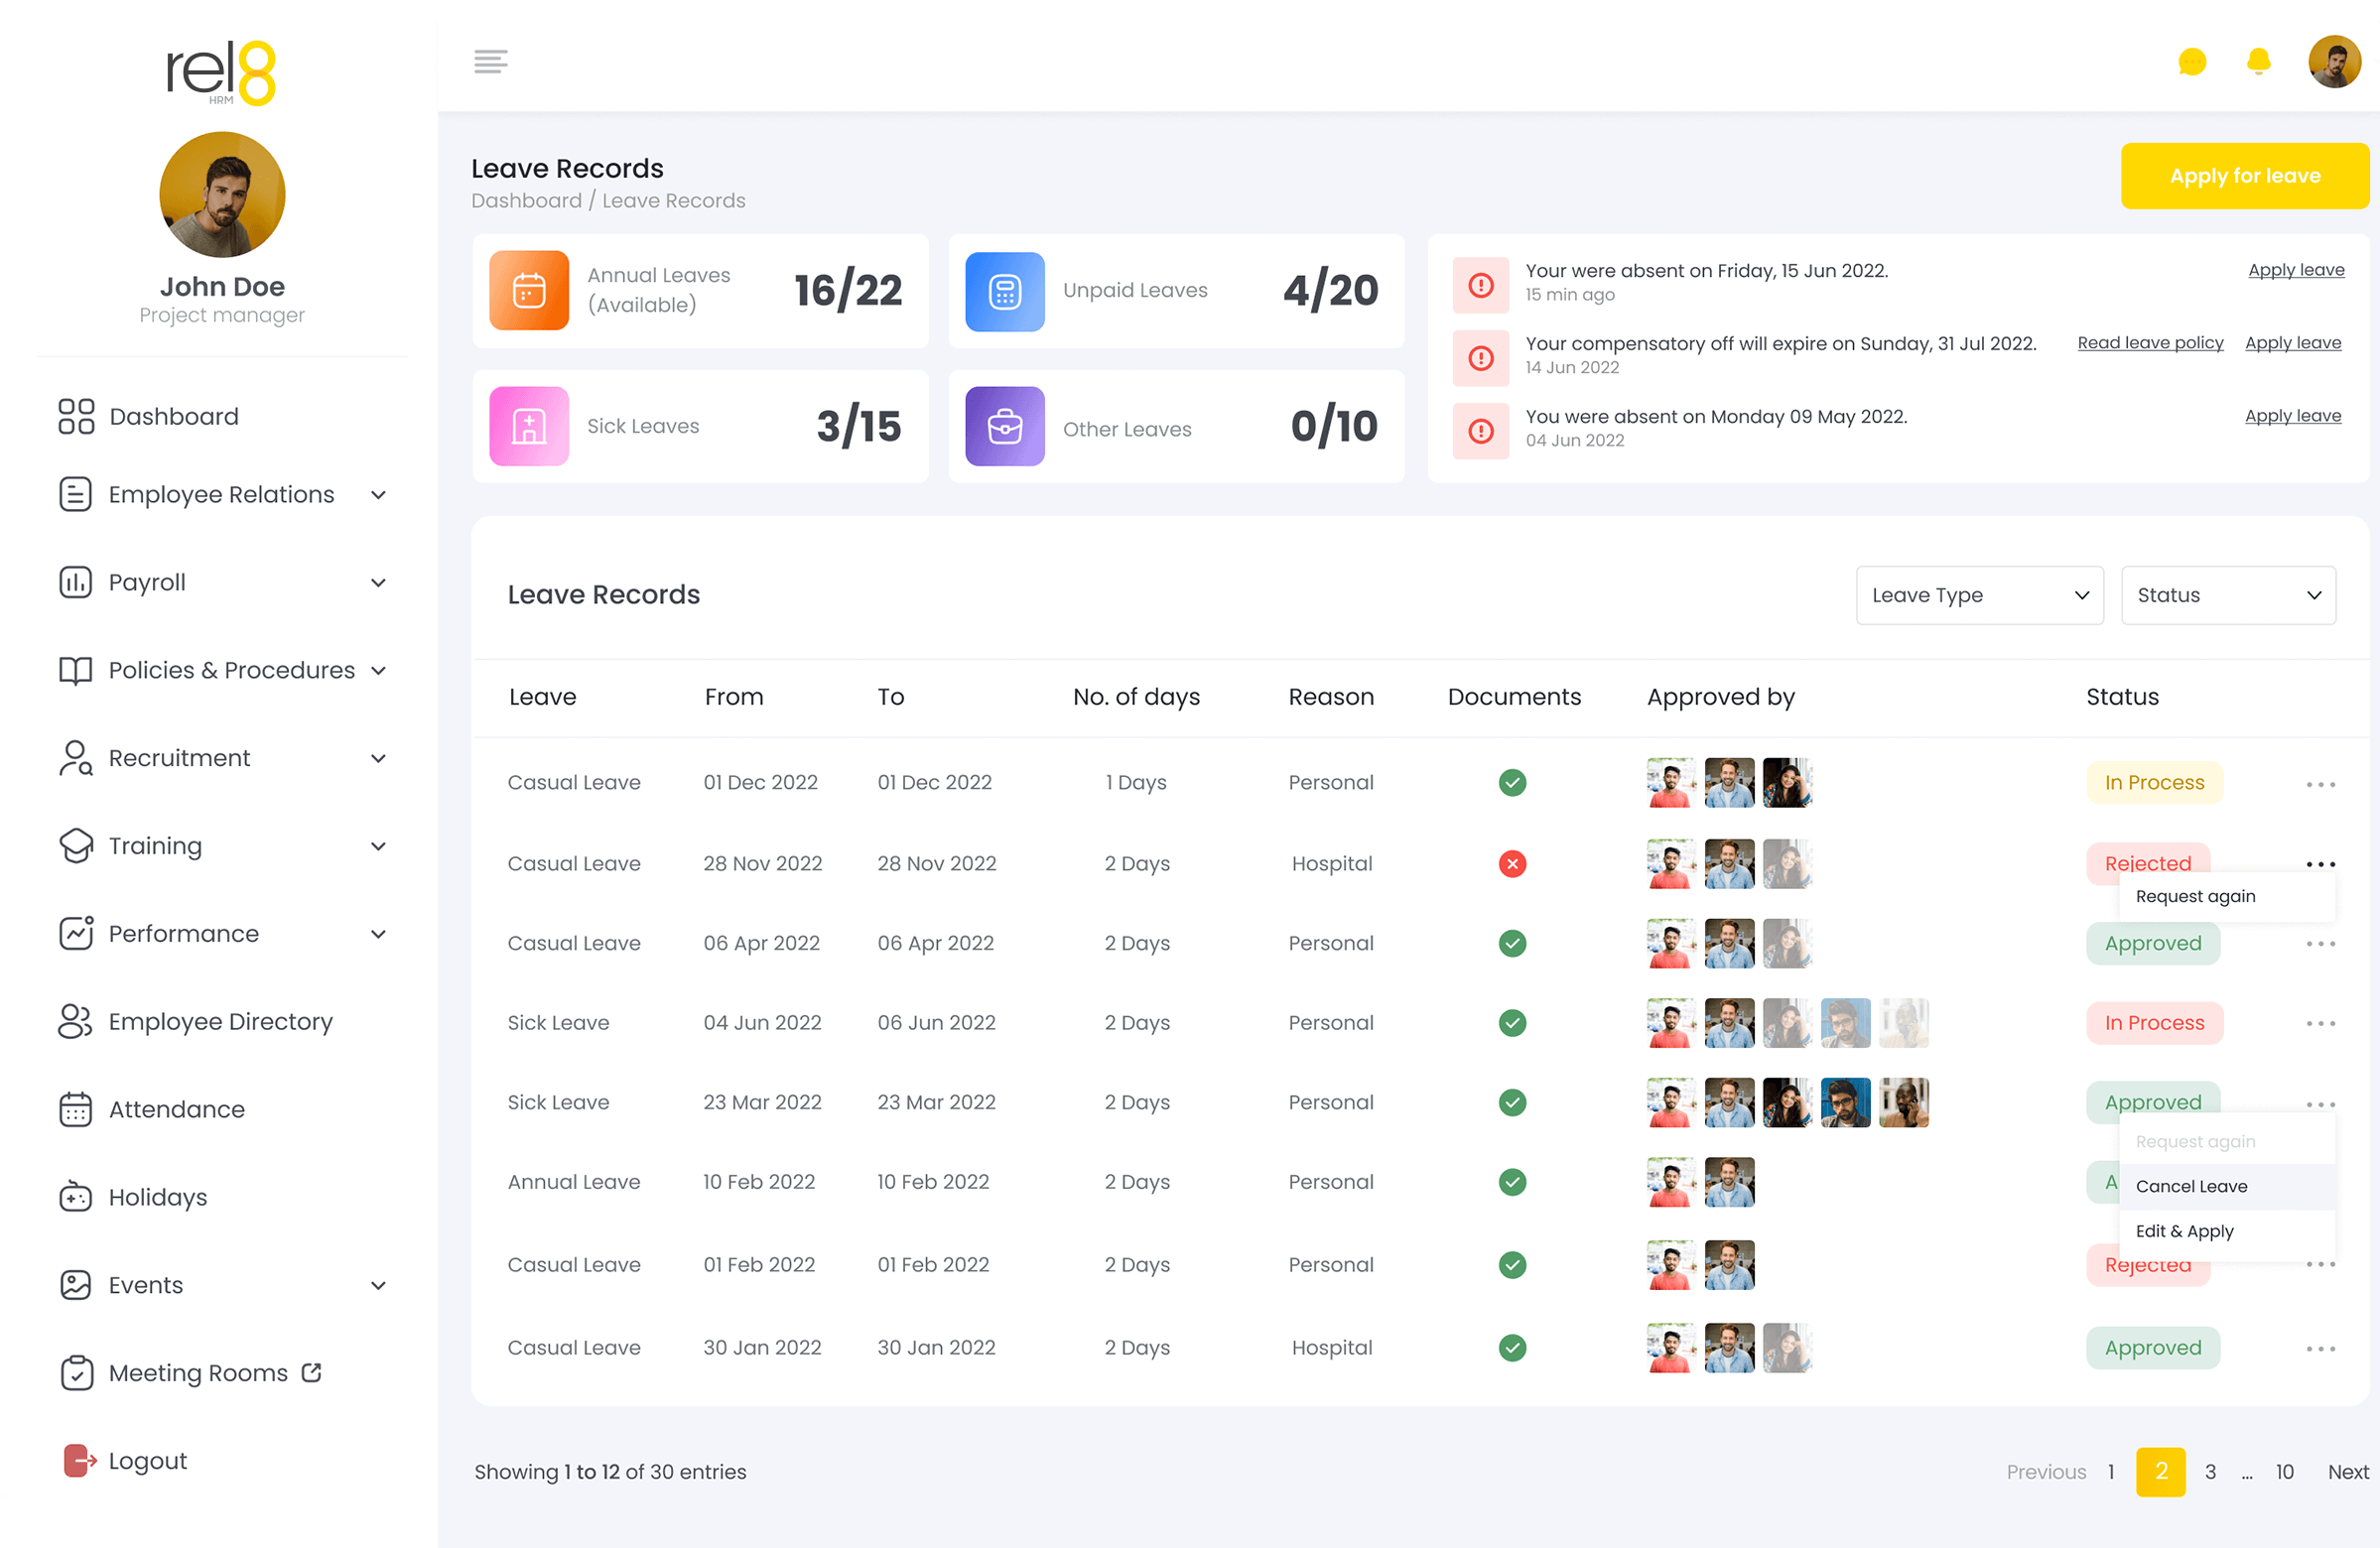 rel8
HRM
John Doe
Project manager
Dashboard
Employee Relations
Payroll
Policies & Procedures
Recruitment
Training
Performance
Employee Directory
Attendance
Holidays
Events
Meeting Rooms
Logout
Leave Records
Dashboard / Leave Records
Apply for leave
Annual Leaves
(Available)
16/22
Unpaid Leaves
4/20
Sick Leaves
3/15
Other Leaves
0/10
Your were absent on Friday, 15 Jun 2022.
Apply leave
15 min ago
Your compensatory off will expire on Sunday, 31 Jul 2022.
Read leave policy
Apply leave
14 Jun 2022
You were absent on Monday 09 May 2022.
Apply leave
04 Jun 2022
Leave Records
Leave Type
Status
Leave From To No. of days Reason Documents Approved by Status
Casual Leave 01 Dec 2022 01 Dec 2022 1 Days Personal In Process
Casual Leave 28 Nov 2022 28 Nov 2022 2 Days Hospital Rejected
Request again
Casual Leave 06 Apr 2022 06 Apr 2022 2 Days Personal Approved
Sick Leave 04 Jun 2022 06 Jun 2022 2 Days Personal In Process
Sick Leave 23 Mar 2022 23 Mar 2022 2 Days Personal Approved
Request again
Annual Leave 10 Feb 2022 10 Feb 2022 2 Days Personal A
Cancel Leave
Edit & Apply
Casual Leave 01 Feb 2022 01 Feb 2022 2 Days Personal Rejected
Casual Leave 30 Jan 2022 30 Jan 2022 2 Days Hospital Approved
Showing 1 to 12 of 30 entries
Previous 1 2 3 ... 10 Next